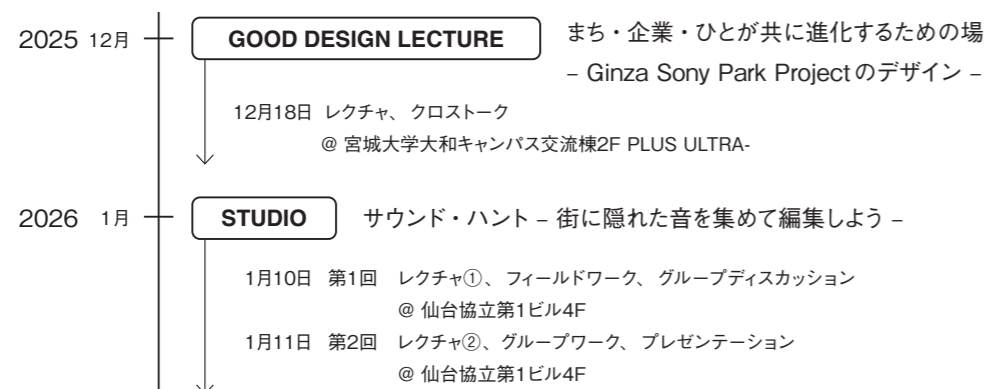 2025 12月 GOOD DESIGN LECTURE まち・企業・ひとが共に進化するための場
– Ginza Sony Park Projectのデザイン –
12月18日 レクチャ、クロストーク
@ 宮城大学大和キャンパス交流棟2F PLUS ULTRA-
2026 1月 STUDIO サウンド・ハント – 街に隠れた音を集めて編集しよう –
1月10日 第1回 レクチャ①、フィールドワーク、グループディスカッション
@ 仙台協立第1ビル4F
1月11日 第2回 レクチャ②、グループワーク、プレゼンテーション
@ 仙台協立第1ビル4F